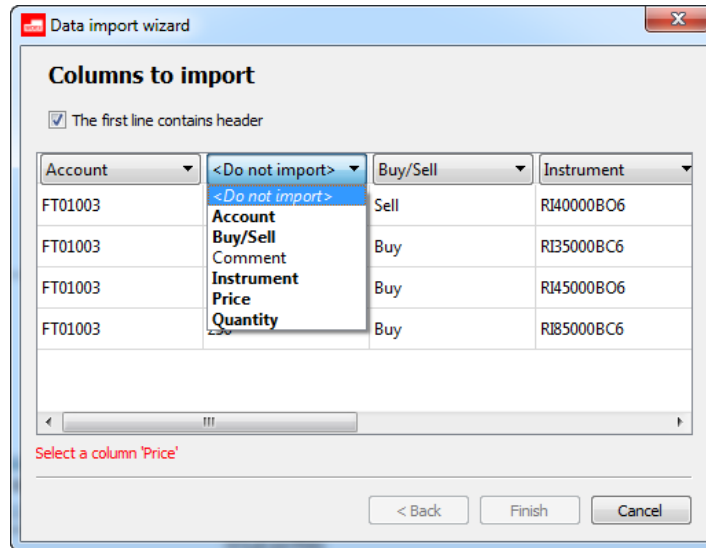 Data import wizard
Columns to import
The first line contains header
Account <Do not import> Buy/Sell Instrument
<Do not import>
Account
Buy/Sell
Comment
Instrument
Price
Quantity
FT01003 Sell RI40000BO6
FT01003 Buy RI35000BC6
FT01003 Buy RI45000BO6
FT01003 Buy RI85000BC6
Select a column 'Price'
< Back Finish Cancel